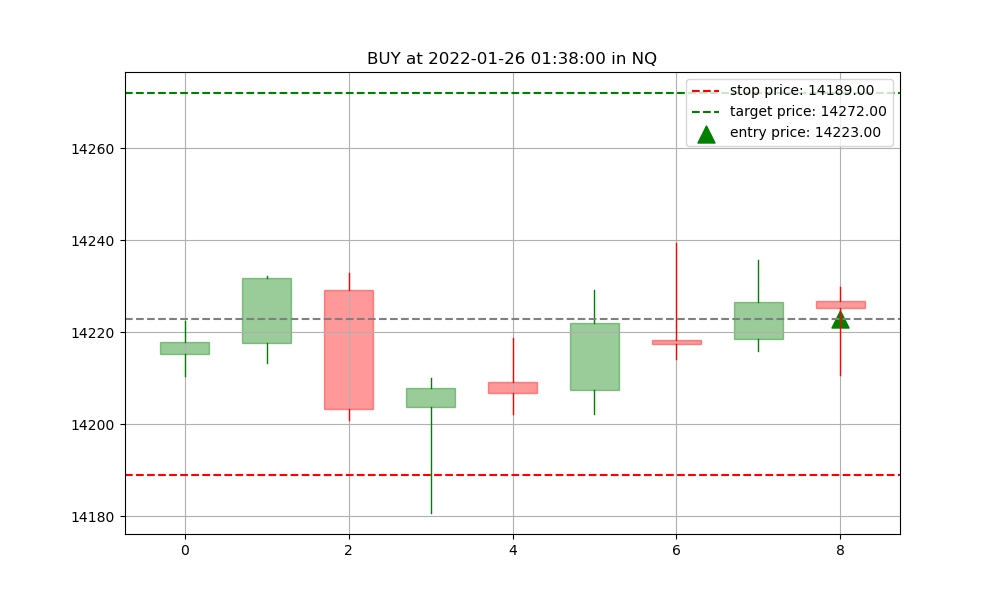 BUY at 2022-01-26 01:38:00 in NQ
stop price: 14189.00
target price: 14272.00
entry price: 14223.00
14260
14240
14220
14200
14180
0 2 4 6 8